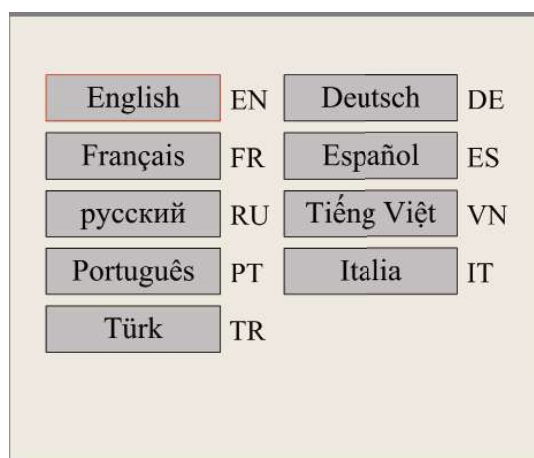 English EN Deutsch DE
Français FR Español ES
русский RU Tiếng Việt VN
Português PT Italia IT
Türk TR